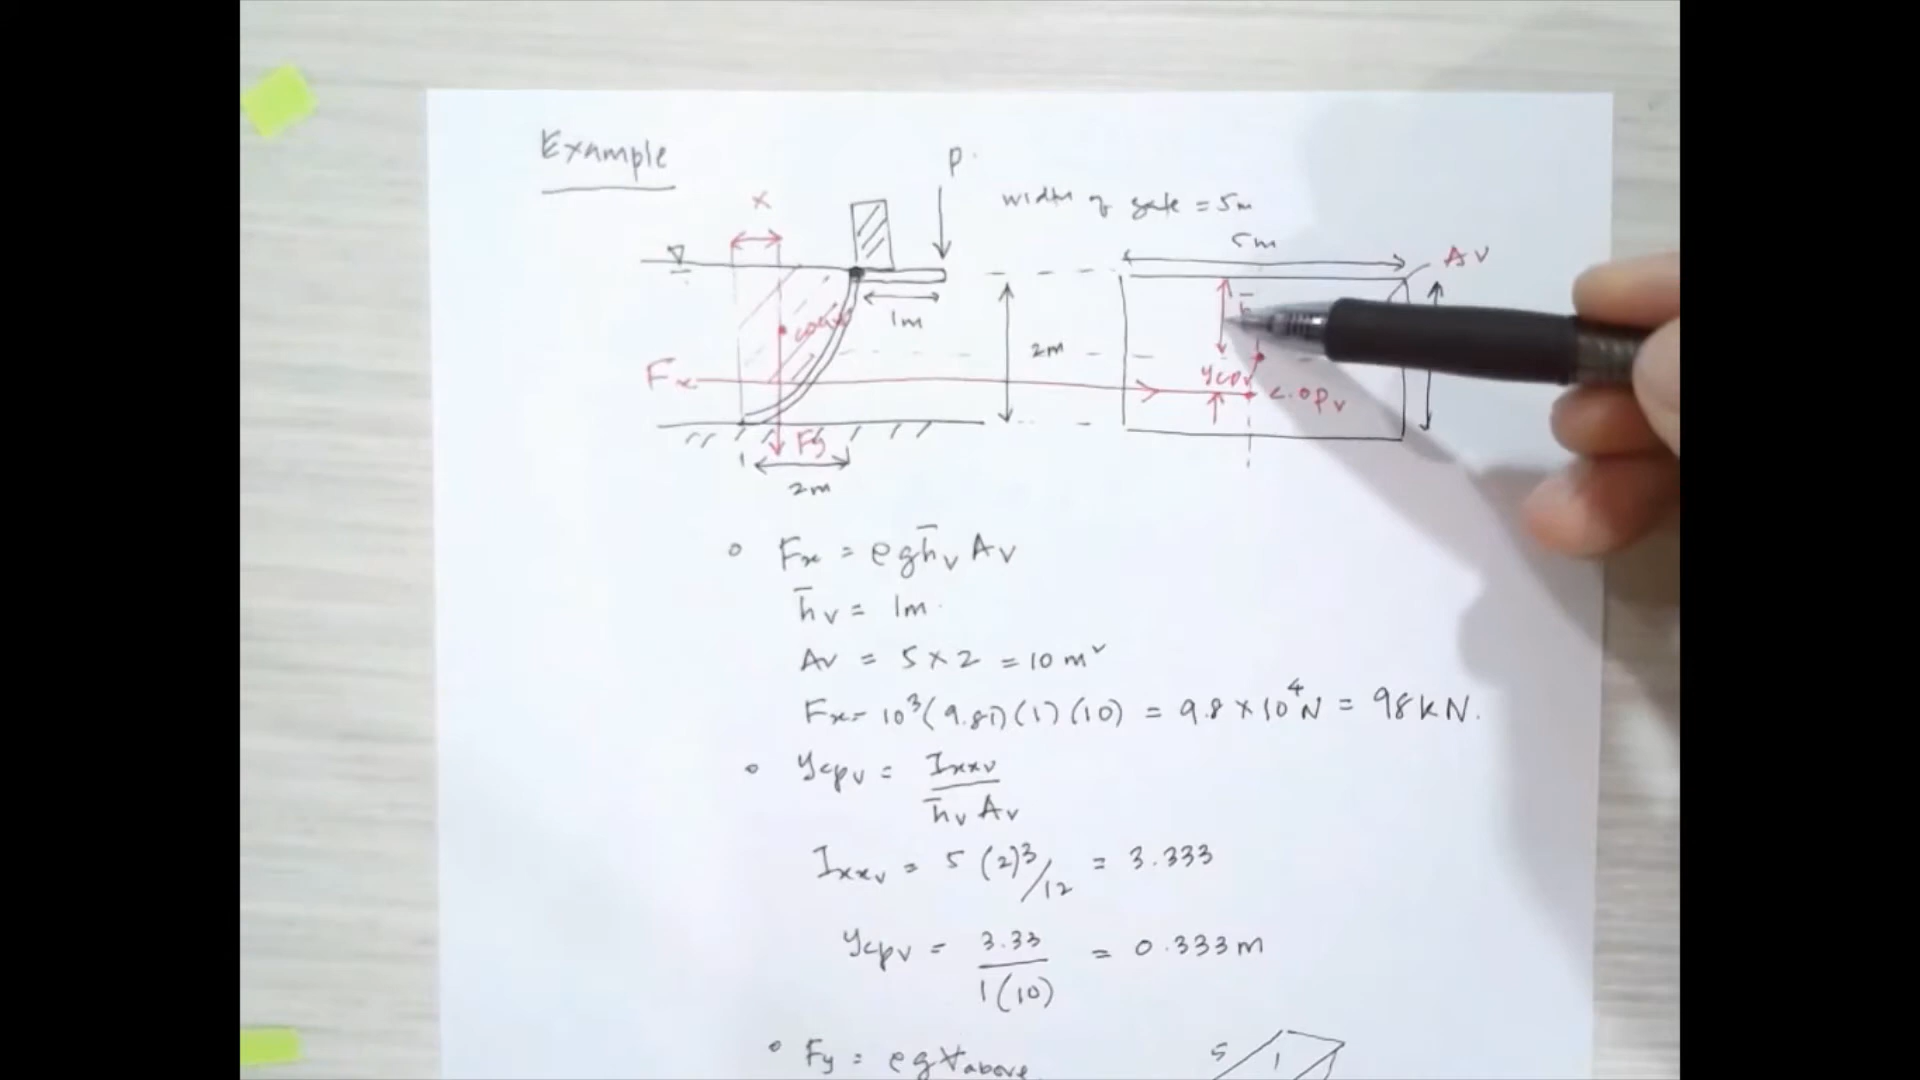 Example
P.
x
width of gate = 5m
5m
Av
h
1m
2m
Fx
ycpv
c.opv
Fy
2m
Fx = ρg h̄v Av
h̄v = 1m.
Av = 5 × 2 = 10 m²
Fx = 10³(9.81)(1)(10) = 9.8 × 10⁴ N = 98 kN.
ycpv = Ixxv / h̄v Av
Ixxv = 5(2)³/12 = 3.333
ycpv = 3.33 / 1(10) = 0.333 m
Fy = ρg∀above
5
1